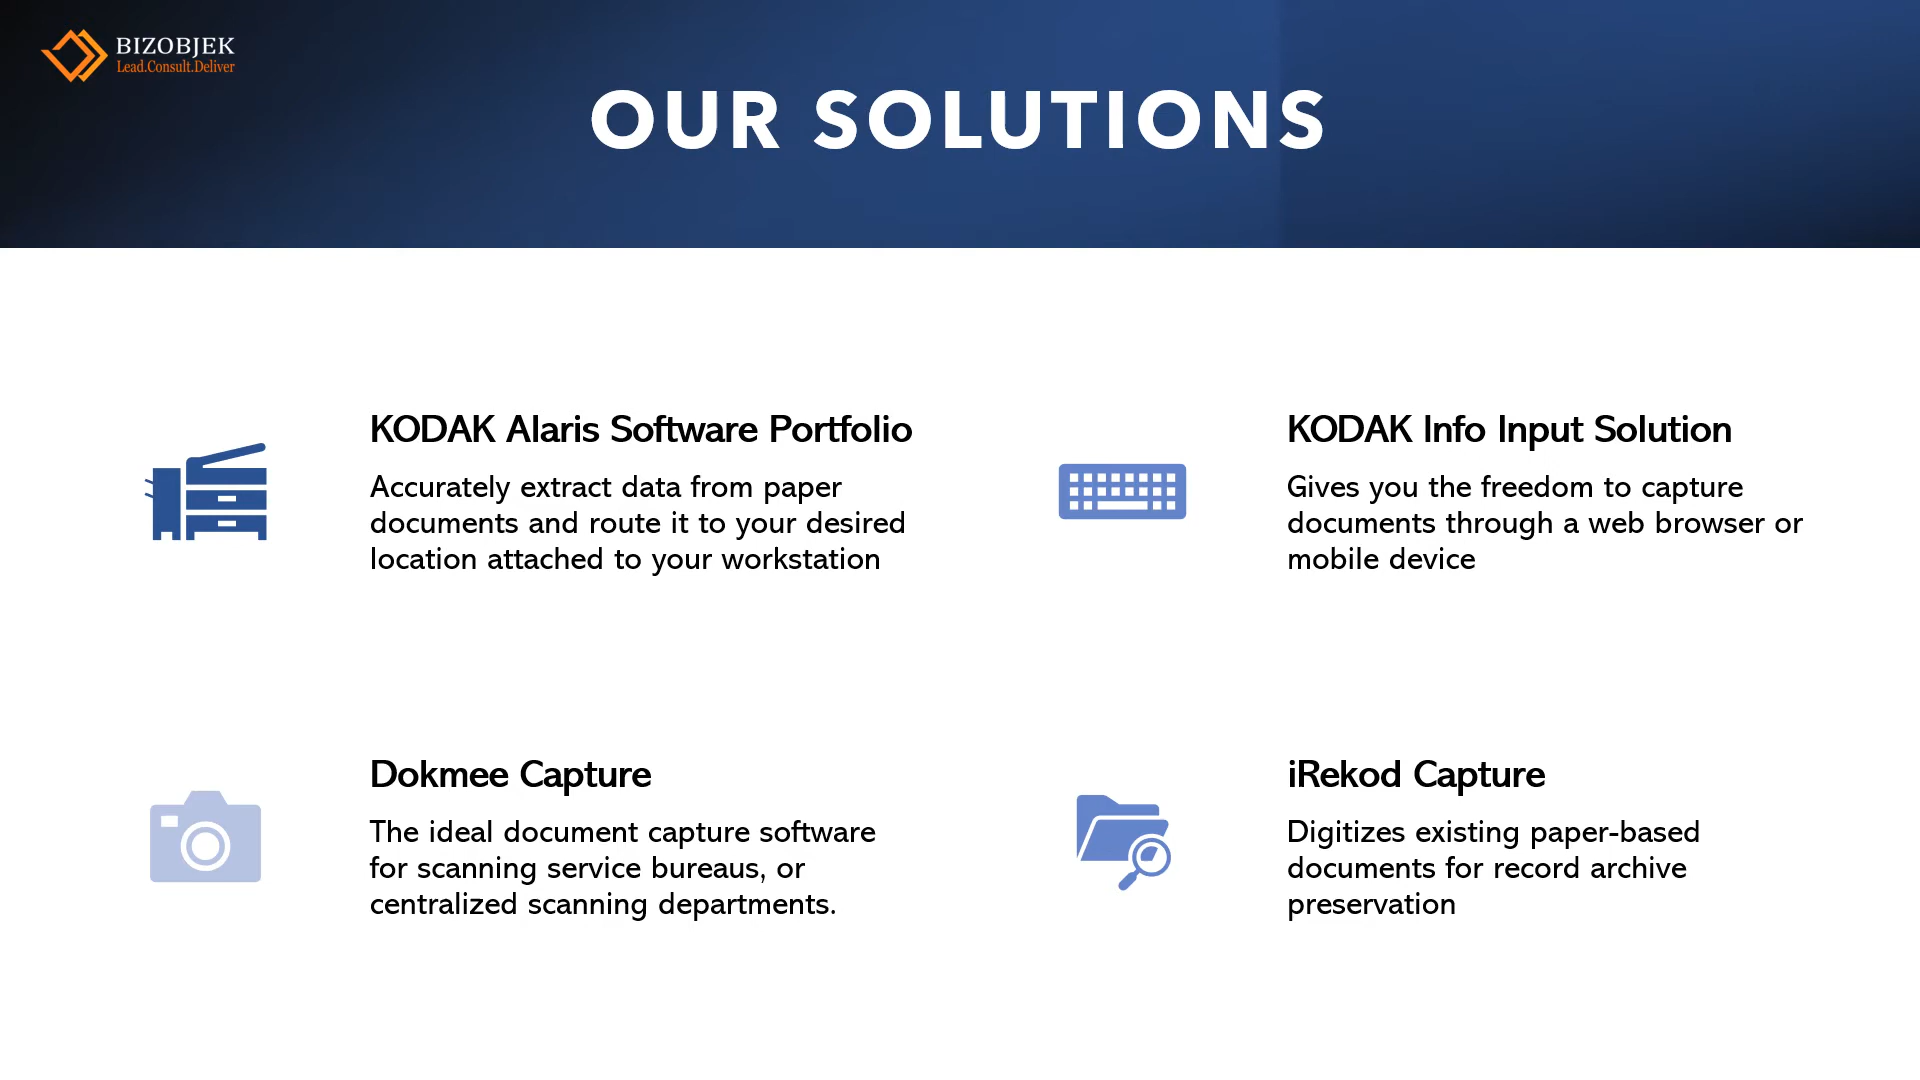 BIZOBJEK
Lead.Consult.Deliver
OUR SOLUTIONS
KODAK Alaris Software Portfolio
Accurately extract data from paper
documents and route it to your desired
location attached to your workstation
KODAK Info Input Solution
Gives you the freedom to capture
documents through a web browser or
mobile device
Dokmee Capture
The ideal document capture software
for scanning service bureaus, or
centralized scanning departments.
iRekod Capture
Digitizes existing paper-based
documents for record archive
preservation